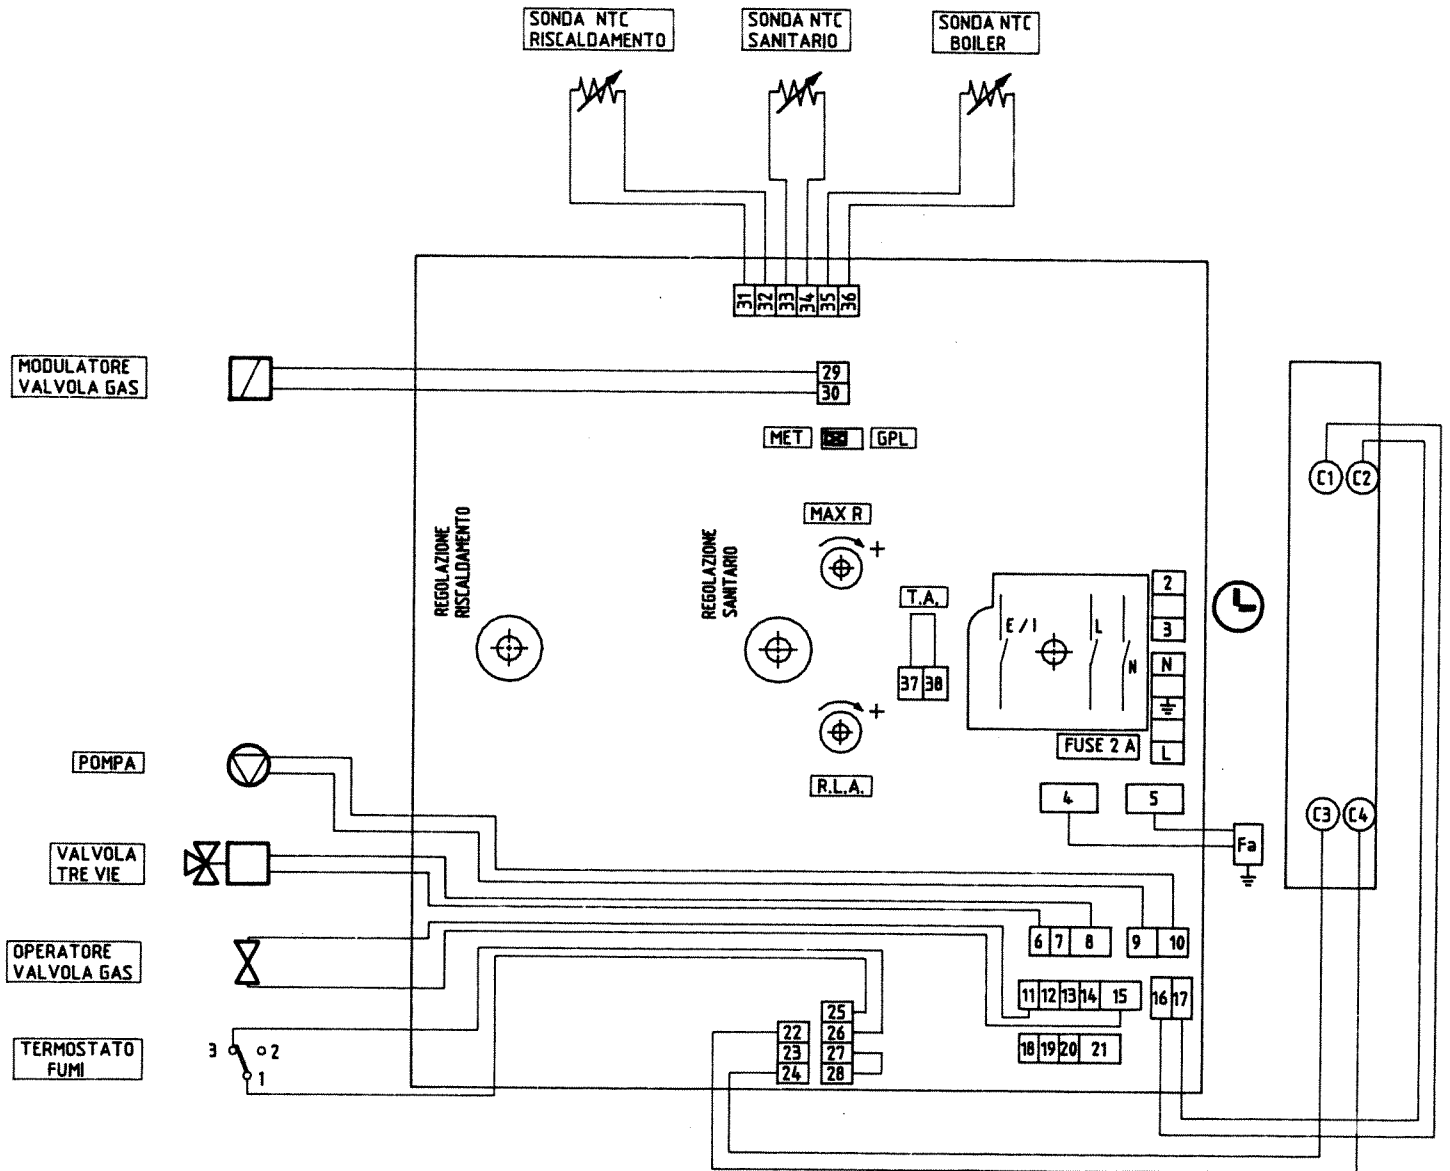 SONDA NTC
RISCALDAMENTO
SONDA NTC
SANITARIO
SONDA NTC
BOILER
31 32 33 34 35 36
MODULATORE
VALVOLA GAS
29
30
MET
GPL
C1 C2
MAX R
+
REGOLAZIONE
RISCALDAMENTO
REGOLAZIONE
SANITARIO
T.A.
37 38
E / I
L
N
2
3
N
L
+
FUSE 2 A
R.L.A.
POMPA
4
5
C3 C4
Fa
VALVOLA
TRE VIE
6 7 8
9 10
OPERATORE
VALVOLA GAS
11 12 13 14 15
16 17
25
22 26
23 27
24 28
18 19 20 21
TERMOSTATO
FUMI
3
2
1